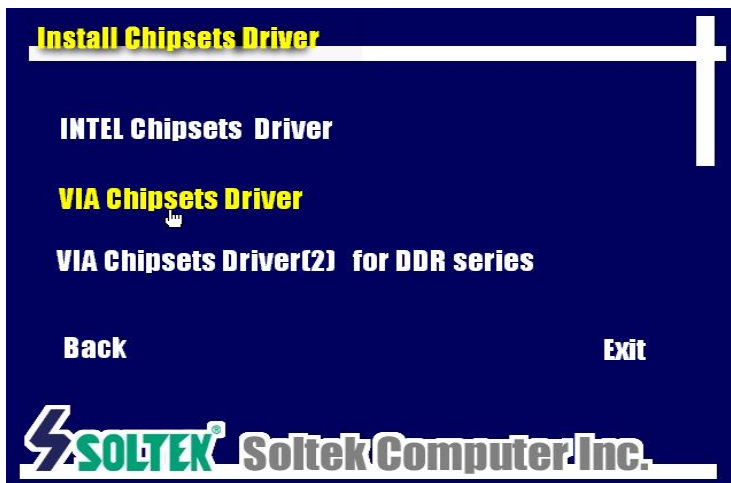 Install Chipsets Driver
INTEL Chipsets Driver
VIA Chipsets Driver
VIA Chipsets Driver(2) for DDR series
Back Exit
SOLTEK® Soltek Computer Inc.